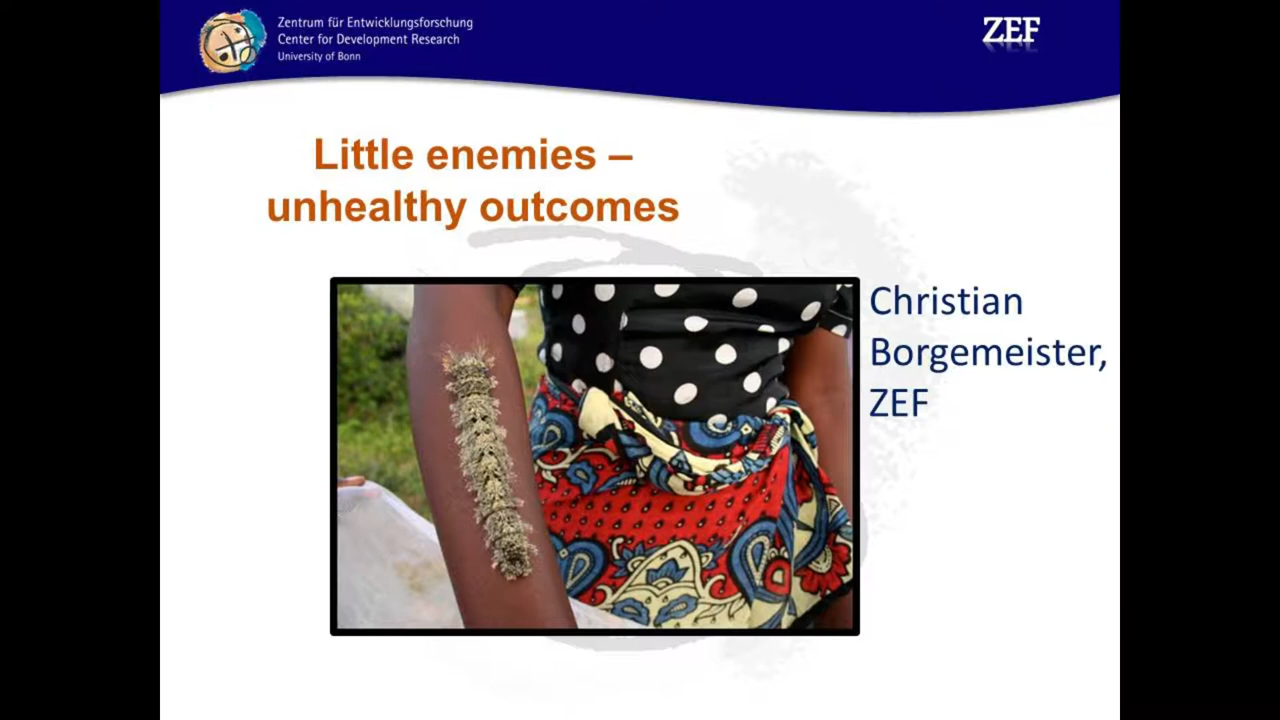 Zentrum für Entwicklungsforschung
Center for Development Research
University of Bonn
ZEF
Little enemies –
unhealthy outcomes
Christian
Borgemeister,
ZEF